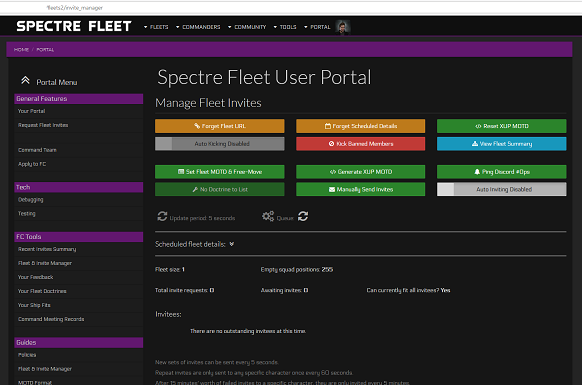 fleets2/invite_manager
SPECTRE FLEET
FLEETS
COMMANDERS
COMMUNITY
TOOLS
PORTAL
HOME / PORTAL
Portal Menu
General Features
Your Portal
Request Fleet Invites
Command Team
Apply to FC
Tech
Debugging
Testing
FC Tools
Recent Invites Summary
Fleet & Invite Manager
Your Feedback
Your Fleet Doctrines
Your Ship Fits
Command Meeting Records
Guides
Policies
Fleet & Invite Manager
MOTD Format
Spectre Fleet User Portal
Manage Fleet Invites
Forget Fleet URL
Forget Scheduled Details
Reset XUP MOTD
Auto Kicking Disabled
Kick Banned Members
View Fleet Summary
Set Fleet MOTD & Free-Move
Generate XUP MOTD
Ping Discord #Ops
No Doctrine to List
Manually Send Invites
Auto Inviting Disabled
Update period: 5 seconds
Queue
Scheduled fleet details:
Fleet size: 1
Empty squad positions: 255
Total invite requests: 0
Awaiting invites: 0
Can currently fit all invitees? Yes
Invitees:
There are no outstanding invitees at this time.
New sets of invites can be sent every 5 seconds
Repeat invites are only sent to any specific character once every 60 seconds
After 15 minutes' worth of failed invites to a specific character, they are only invited every 5 minutes